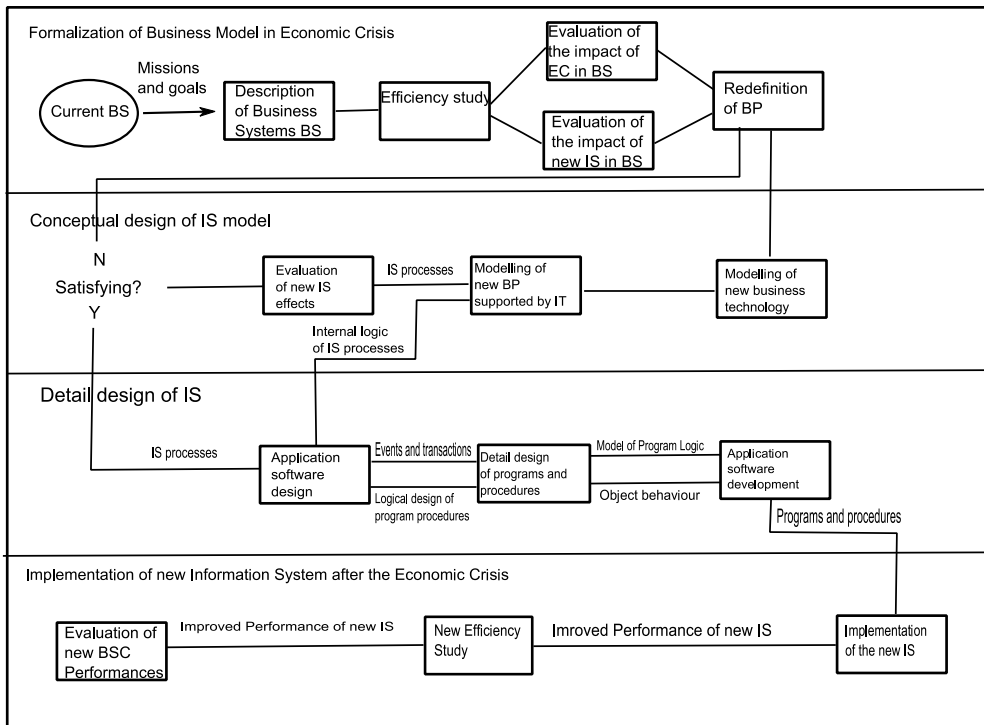 Formalization of Business Model in Economic Crisis
Missions
and goals
Current BS
Description
of Business
Systems BS
Efficiency study
Evaluation of
the impact of
EC in BS
Evaluation of
the impact of
new IS in BS
Redefinition
of BP
Conceptual design of IS model
N
Satisfying?
Y
Evaluation
of new IS
effects
IS processes
Modelling of
new BP
supported by IT
Modelling of
new business
technology
Internal logic
of IS processes
Detail design of IS
IS processes
Application
software
design
Events and transactions
Logical design of
program procedures
Detail design
of programs and
procedures
Model of Program Logic
Object behaviour
Application
software
development
Programs and procedures
Implementation of new Information System after the Economic Crisis
Evaluation of
new BSC
Performances
Improved Performance of new IS
New Efficiency
Study
Imroved Performance of new IS
Implementation
of the new IS